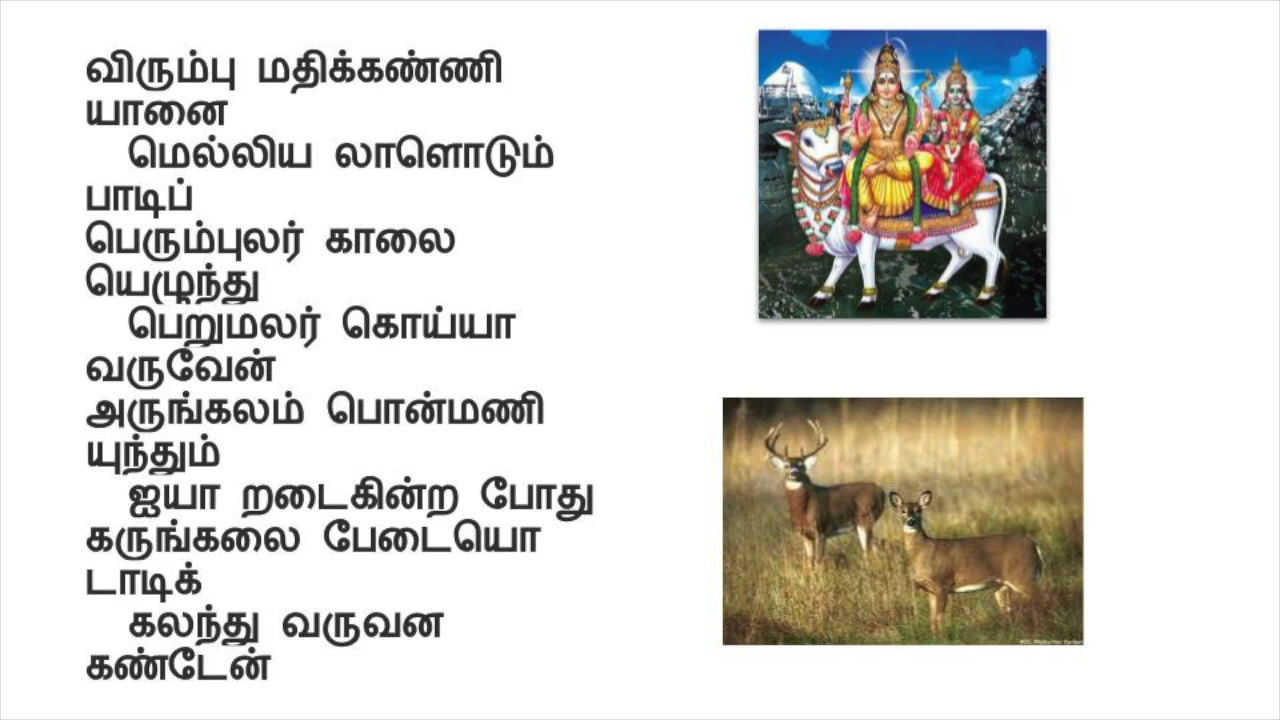 விரும்பு மதிக்கண்ணி
யானை
மெல்லிய லாளொடும்
பாடிப்
பெரும்புலர் காலை
யெழுந்து
பெறுமலர் கொய்யா
வருவேன்
அருங்கலம் பொன்மணி
யுந்தும்
ஐயா றடைகின்ற போது
கருங்கலை பேடையொ
டாடிக்
கலந்து வருவன
கண்டேன்